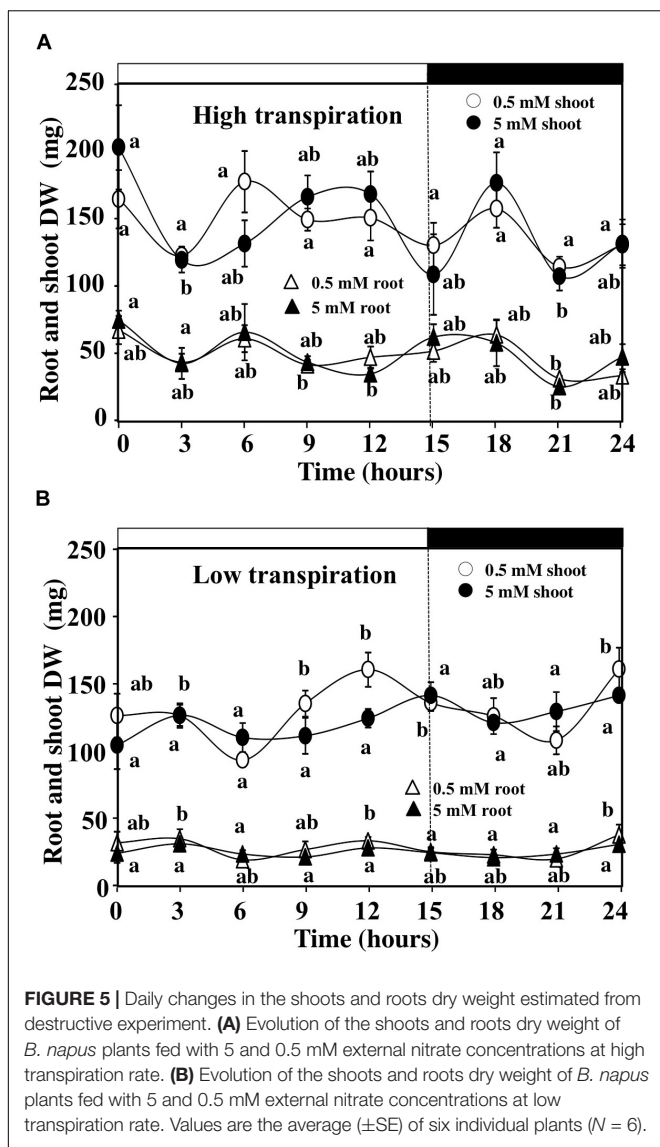 A
250
200
150
100
50
0
Root and shoot DW (mg)
High transpiration
0.5 mM shoot
5 mM shoot
a a ab ab a a a
a a b ab a a ab a b ab
0.5 mM root
5 mM root
a a ab ab ab ab ab b ab
ab ab ab b b ab ab b ab
0 3 6 9 12 15 18 21 24
Time (hours)
B
250
200
150
100
50
0
Root and shoot DW (mg)
Low transpiration
0.5 mM shoot
5 mM shoot
ab b a b b a ab a b
a a a a a b a ab a
0.5 mM root
5 mM root
ab b a ab b a a a b
a a ab a a ab ab ab a
0 3 6 9 12 15 18 21 24
Time (hours)
FIGURE 5 | Daily changes in the shoots and roots dry weight estimated from
destructive experiment. (A) Evolution of the shoots and roots dry weight of
B. napus plants fed with 5 and 0.5 mM external nitrate concentrations at high
transpiration rate. (B) Evolution of the shoots and roots dry weight of B. napus
plants fed with 5 and 0.5 mM external nitrate concentrations at low
transpiration rate. Values are the average (±SE) of six individual plants (N = 6).